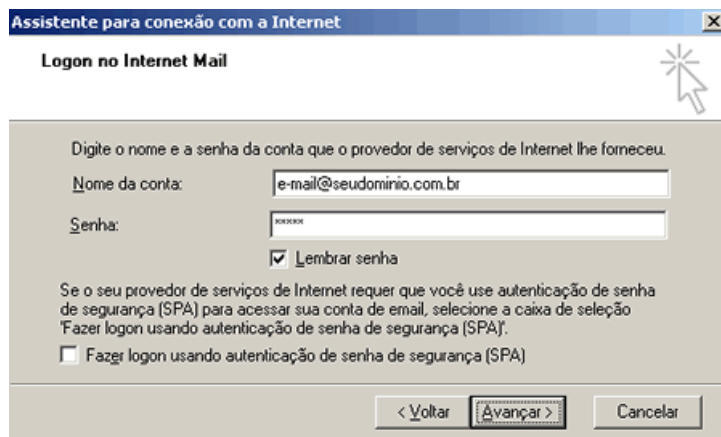 Assistente para conexão com a Internet
Logon no Internet Mail
Digite o nome e a senha da conta que o provedor de serviços de Internet lhe forneceu.
Nome da conta: e-mail@seudominio.com.br
Senha: *****
Lembrar senha
Se o seu provedor de serviços de Internet requer que você use autenticação de senha
de segurança (SPA) para acessar sua conta de email, selecione a caixa de seleção
'Fazer logon usando autenticação de senha de segurança (SPA)'.
Fazer logon usando autenticação de senha de segurança (SPA)
< Voltar Avançar > Cancelar